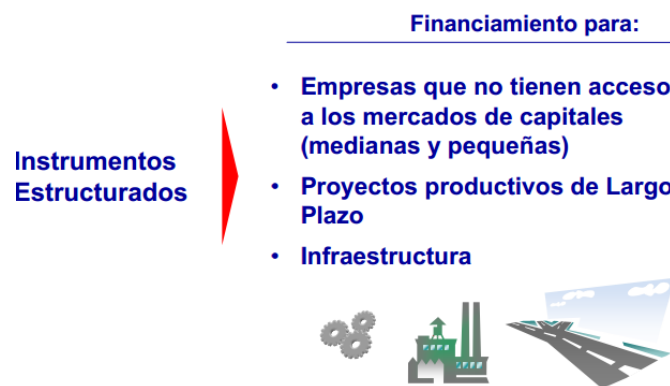 Financiamiento para:
• Empresas que no tienen acceso
a los mercados de capitales
(medianas y pequeñas)
Instrumentos
Estructurados
• Proyectos productivos de Largo
Plazo
• Infraestructura